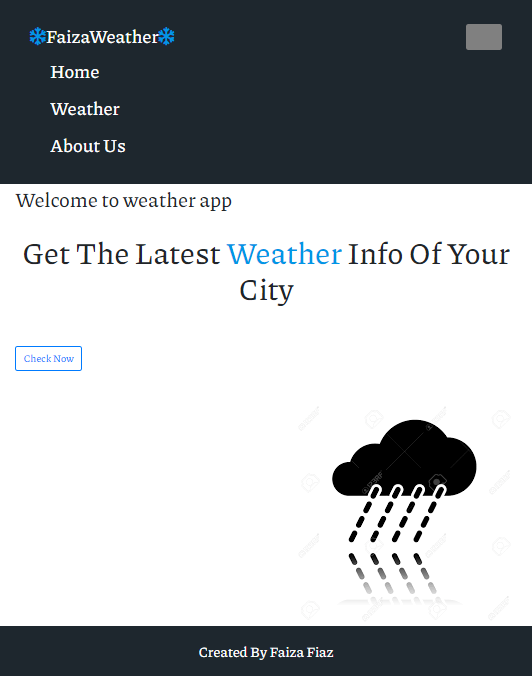 ❄FaizaWeather❄
Home
Weather
About Us
Welcome to weather app
Get The Latest Weather Info Of Your
City
Check Now
Created By Faiza Fiaz